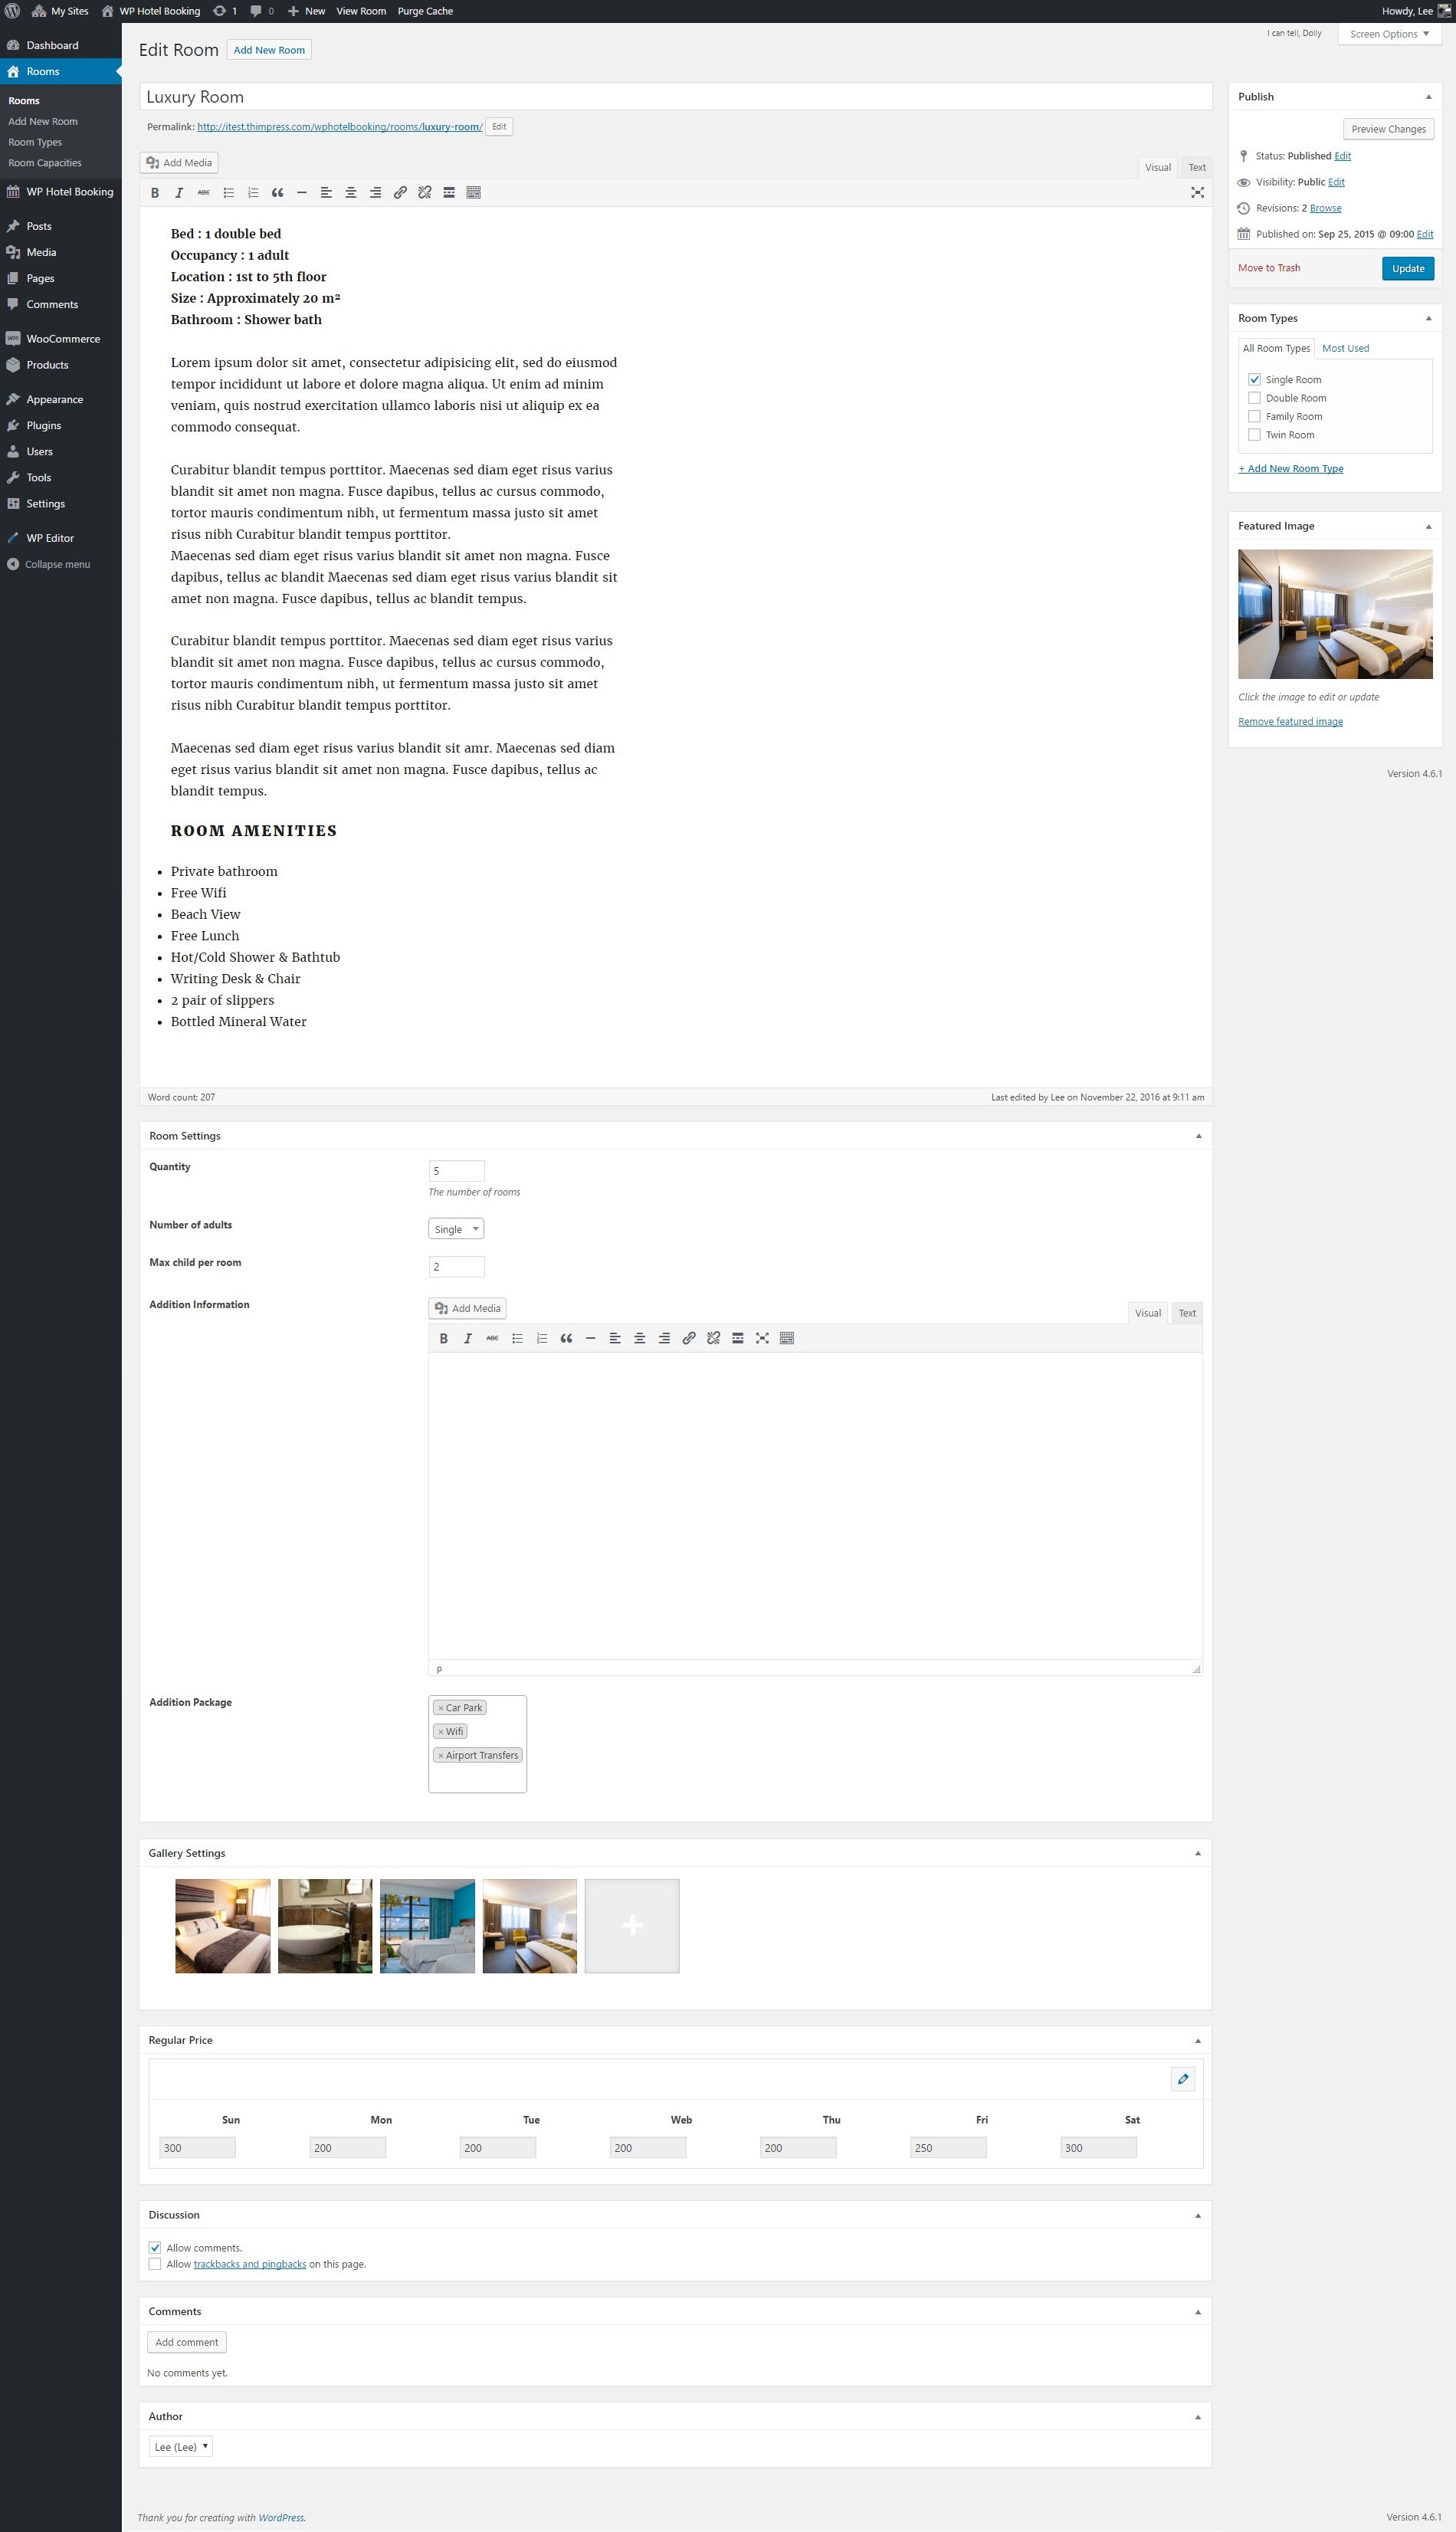 My Sites WP Hotel Booking 1 0 New View Room Purge Cache Howdy, Lee
Dashboard
Rooms
Rooms
Add New Room
Room Types
Room Capacities
WP Hotel Booking
Posts
Media
Pages
Comments
WooCommerce
Products
Appearance
Plugins
Users
Tools
Settings
WP Editor
Collapse menu
I can tell, Dolly Screen Options
Edit Room Add New Room
Luxury Room
Permalink: http://itest.thimpress.com/wphotelbooking/rooms/luxury-room/ Edit
Add Media Visual Text
B I ABC
Bed : 1 double bed
Occupancy : 1 adult
Location : 1st to 5th floor
Size : Approximately 20 m²
Bathroom : Shower bath
Lorem ipsum dolor sit amet, consectetur adipisicing elit, sed do eiusmod
tempor incididunt ut labore et dolore magna aliqua. Ut enim ad minim
veniam, quis nostrud exercitation ullamco laboris nisi ut aliquip ex ea
commodo consequat.
Curabitur blandit tempus porttitor. Maecenas sed diam eget risus varius
blandit sit amet non magna. Fusce dapibus, tellus ac cursus commodo,
tortor mauris condimentum nibh, ut fermentum massa justo sit amet
risus nibh Curabitur blandit tempus porttitor.
Maecenas sed diam eget risus varius blandit sit amet non magna. Fusce
dapibus, tellus ac blandit Maecenas sed diam eget risus varius blandit sit
amet non magna. Fusce dapibus, tellus ac blandit tempus.
Curabitur blandit tempus porttitor. Maecenas sed diam eget risus varius
blandit sit amet non magna. Fusce dapibus, tellus ac cursus commodo,
tortor mauris condimentum nibh, ut fermentum massa justo sit amet
risus nibh Curabitur blandit tempus porttitor.
Maecenas sed diam eget risus varius blandit sit amr. Maecenas sed diam
eget risus varius blandit sit amet non magna. Fusce dapibus, tellus ac
blandit tempus.
ROOM AMENITIES
• Private bathroom
• Free Wifi
• Beach View
• Free Lunch
• Hot/Cold Shower & Bathtub
• Writing Desk & Chair
• 2 pair of slippers
• Bottled Mineral Water
Word count: 207 Last edited by Lee on November 22, 2016 at 9:11 am
Publish
Preview Changes
Status: Published Edit
Visibility: Public Edit
Revisions: 2 Browse
Published on: Sep 25, 2015 @ 09:00 Edit
Move to Trash Update
Room Types
All Room Types Most Used
Single Room
Double Room
Family Room
Twin Room
+ Add New Room Type
Featured Image
Click the image to edit or update
Remove featured image
Version 4.6.1
Room Settings
Quantity 5
The number of rooms
Number of adults Single
Max child per room 2
Addition Information Add Media Visual Text
B I ABC
p
Addition Package × Car Park
× Wifi
× Airport Transfers
Gallery Settings
Regular Price
Sun Mon Tue Web Thu Fri Sat
300 200 200 200 200 250 300
Discussion
Allow comments.
Allow trackbacks and pingbacks on this page.
Comments
Add comment
No comments yet.
Author
Lee (Lee)
Thank you for creating with WordPress. Version 4.6.1